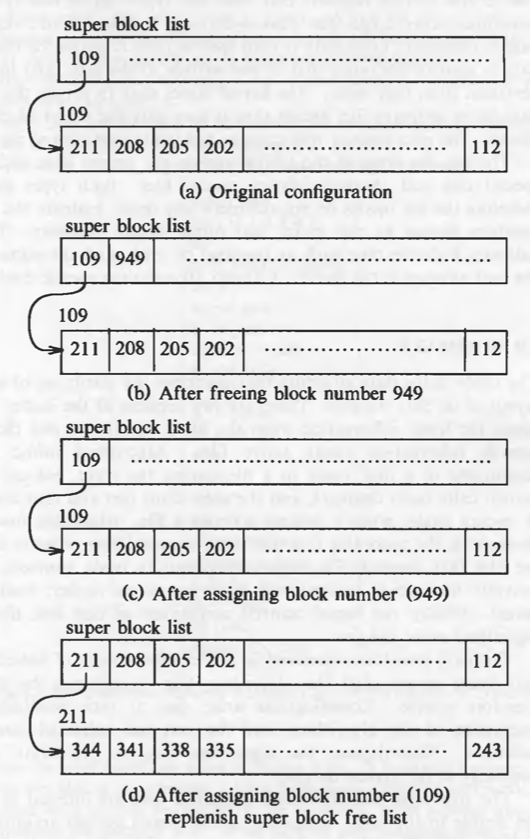 super block list
109 ..............................................
109
211 208 205 202 ........................ 112
(a) Original Configuration
super block list
109 949 ..........................................
109
211 208 205 202 ........................ 112
(b) After freeing block number 949
super block list
109 ..............................................
109
211 208 205 202 ........................ 112
(c) After assigning block number (949)
super block list
211 208 205 202 ........................ 112
211
344 341 338 335 ........................ 243
(d) After assigning block number (109)
replenish super block free list